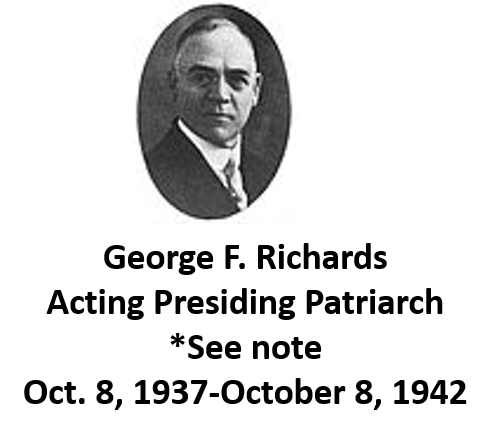 George F. Richards
Acting Presiding Patriarch
*See note
Oct. 8, 1937-October 8, 1942